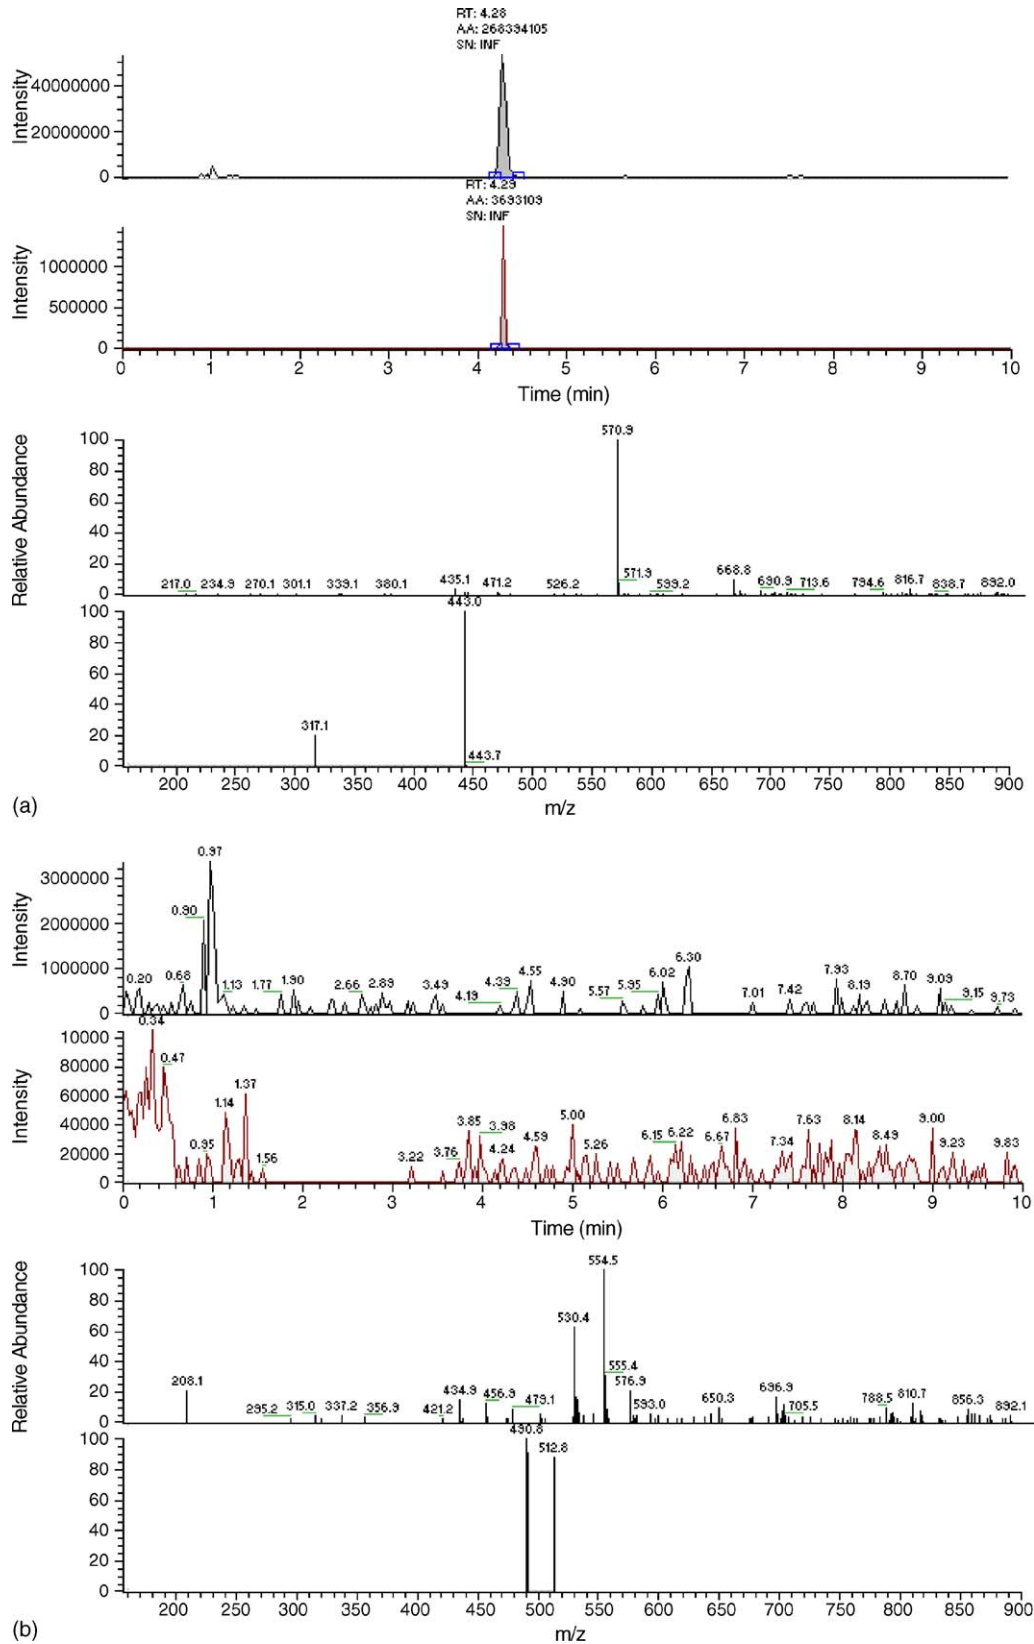 RT: 4.28
AA: 268394105
SN: INF
Intensity
40000000
20000000
0
RT: 4.29
AA: 3693109
SN: INF
Intensity
1000000
500000
0
0 1 2 3 4 5 6 7 8 9 10
Time (min)
Relative Abundance
100
80
60
40
20
0
570.9
217.0 234.9 270.1 301.1 339.1 380.1 435.1 471.2 526.2 571.9 599.2 668.8 690.9 713.6 794.6 816.7 838.7 892.0
100
80
60
40
20
0
443.0
317.1
443.7
200 250 300 350 400 450 500 550 600 650 700 750 800 850 900
m/z
(a)
Intensity
3000000
2000000
1000000
0
0.97
0.90
0.20 0.68 1.13 1.77 1.90 2.66 2.89 3.49 4.19 4.39 4.55 4.90 5.57 5.95 6.02 6.30 7.01 7.42 7.93 8.19 8.70 9.09 9.15 9.73
Intensity
10000
80000
60000
40000
20000
0
0.34
0.47
0.95 1.14 1.37 1.56 3.22 3.76 3.85 3.98 4.24 4.59 5.00 5.26 6.15 6.22 6.67 6.83 7.34 7.63 8.14 8.49 9.00 9.23 9.83
0 1 2 3 4 5 6 7 8 9 10
Time (min)
Relative Abundance
100
80
60
40
20
0
554.5
530.4
208.1 295.2 315.0 337.2 356.9 421.2 434.9 456.9 479.1 555.4 576.9 593.0 650.3 696.9 705.5 788.5 810.7 856.3 892.1
100
80
60
40
20
0
490.8
512.8
200 250 300 350 400 450 500 550 600 650 700 750 800 850 900
m/z
(b)